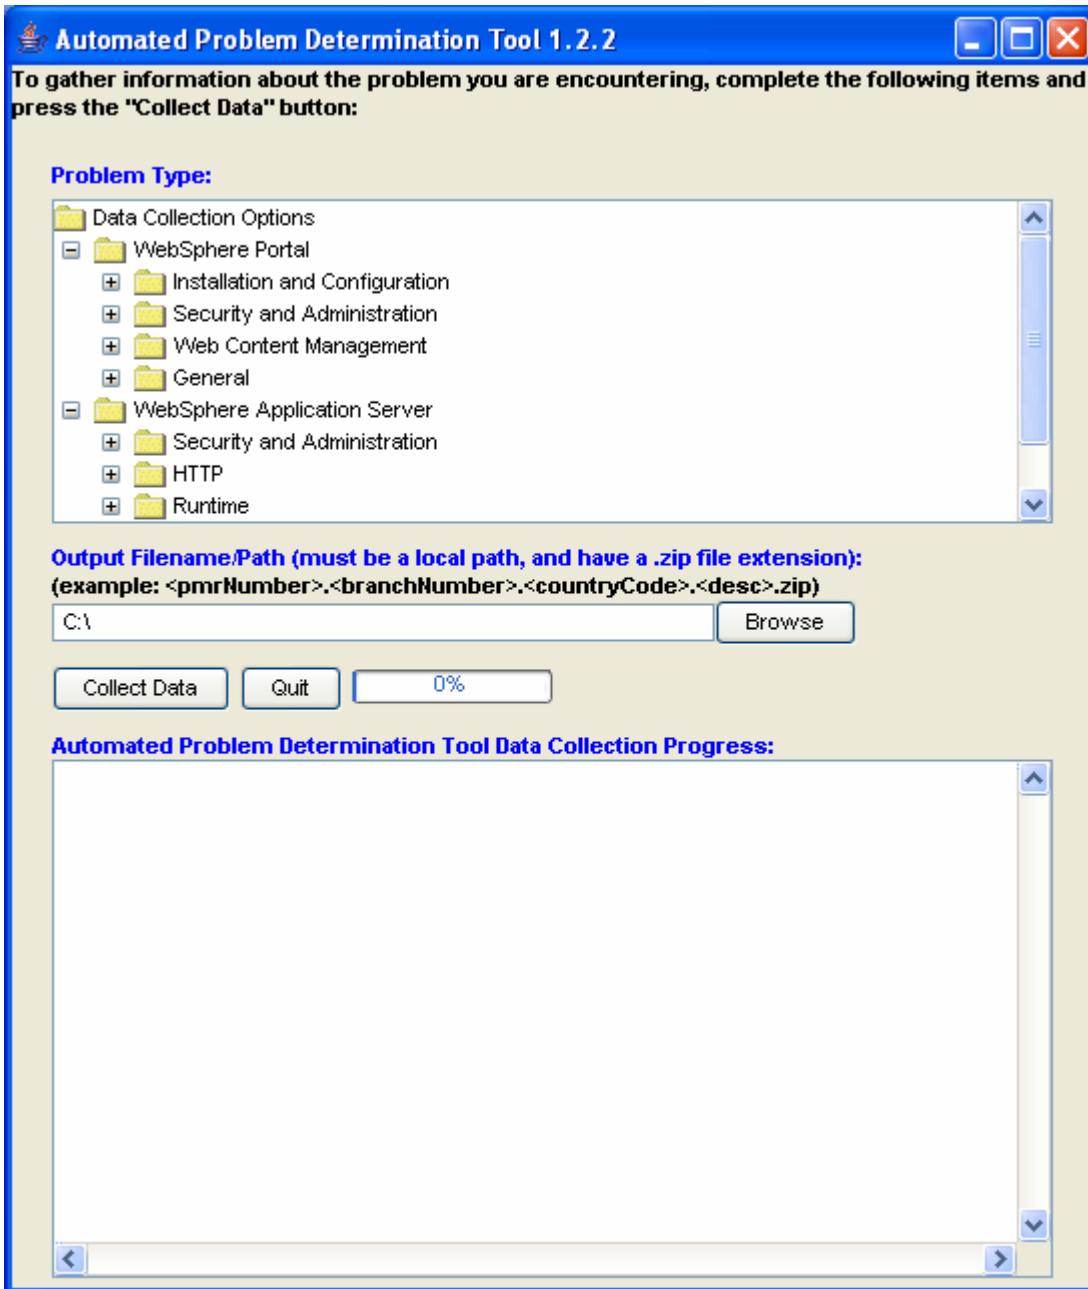 Automated Problem Determination Tool 1.2.2
To gather information about the problem you are encountering, complete the following items and
press the "Collect Data" button:
Problem Type:
Data Collection Options
WebSphere Portal
Installation and Configuration
Security and Administration
Web Content Management
General
WebSphere Application Server
Security and Administration
HTTP
Runtime
Output Filename/Path (must be a local path, and have a .zip file extension):
(example: <pmrNumber>.<branchNumber>.<countryCode>.<desc>.zip)
C:\
Browse
Collect Data
Quit
0%
Automated Problem Determination Tool Data Collection Progress: